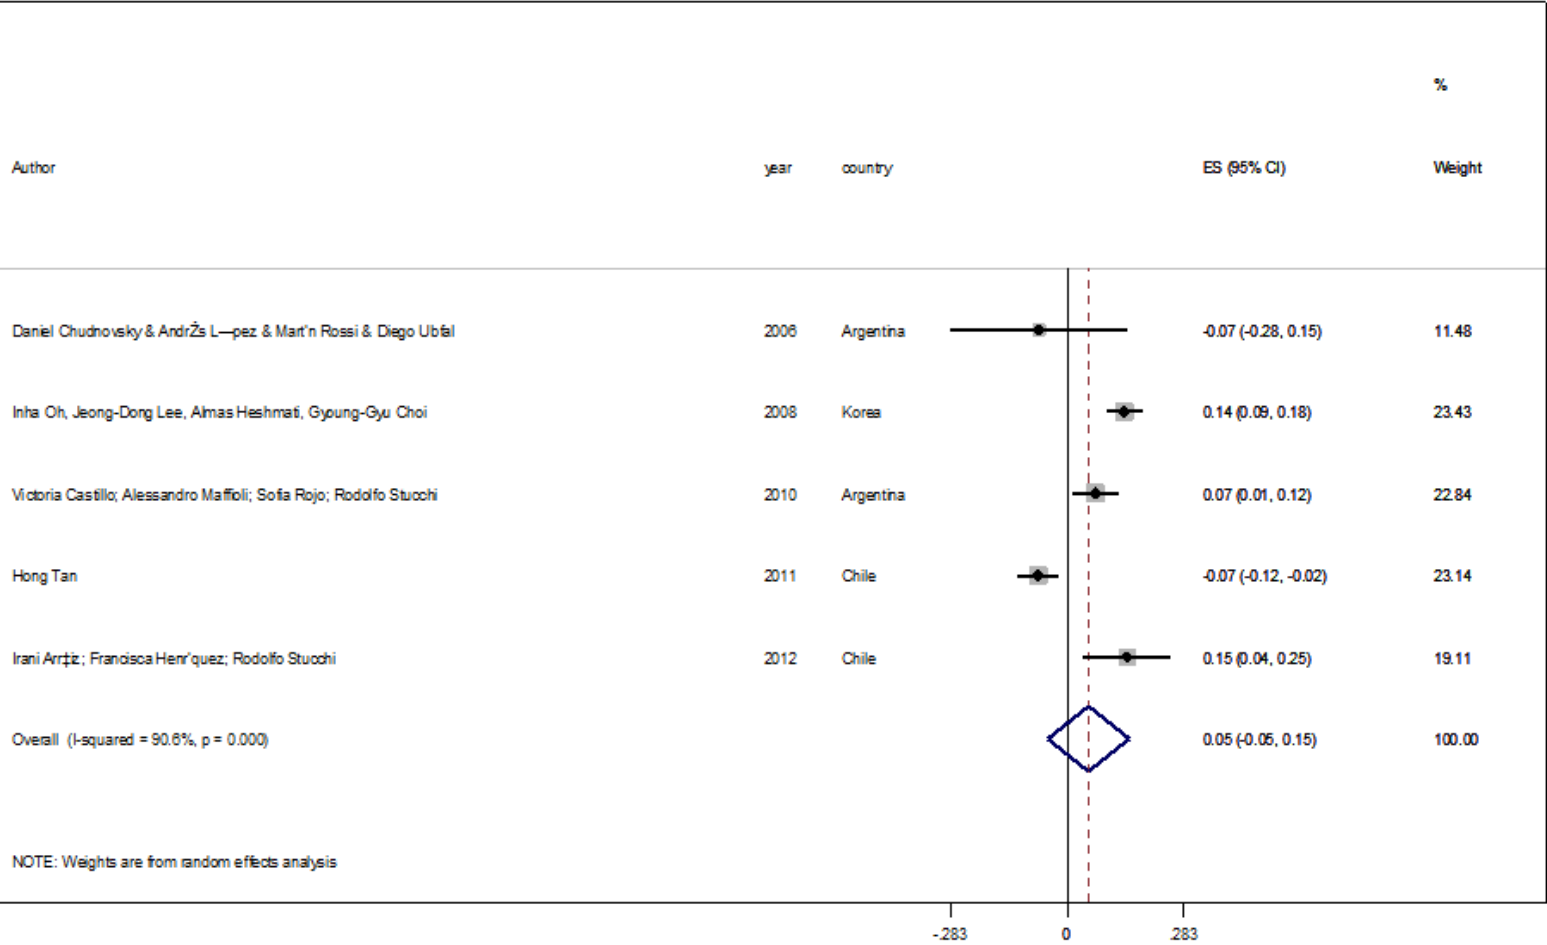 %
Author year country ES (95% CI) Weight
Daniel Chudnovsky & AndrŽs L—pez & Mart'n Rossi & Diego Ubfal 2006 Argentina -0.07 (-0.28, 0.15) 11.48
Inha Oh, Jeong-Dong Lee, Almas Heshmati, Gyoung-Gyu Choi 2008 Korea 0.14 (0.09, 0.18) 23.43
Victoria Castillo; Alessandro Maffioli; Sofia Rojo; Rodolfo Stucchi 2010 Argentina 0.07 (0.01, 0.12) 22.84
Hong Tan 2011 Chile -0.07 (-0.12, -0.02) 23.14
Irani Arr‡iz; Francisca Henr'quez; Rodolfo Stucchi 2012 Chile 0.15 (0.04, 0.25) 19.11
Overall (I-squared = 90.6%, p = 0.000) 0.05 (-0.05, 0.15) 100.00
NOTE: Weights are from random effects analysis
-.283 0 .283